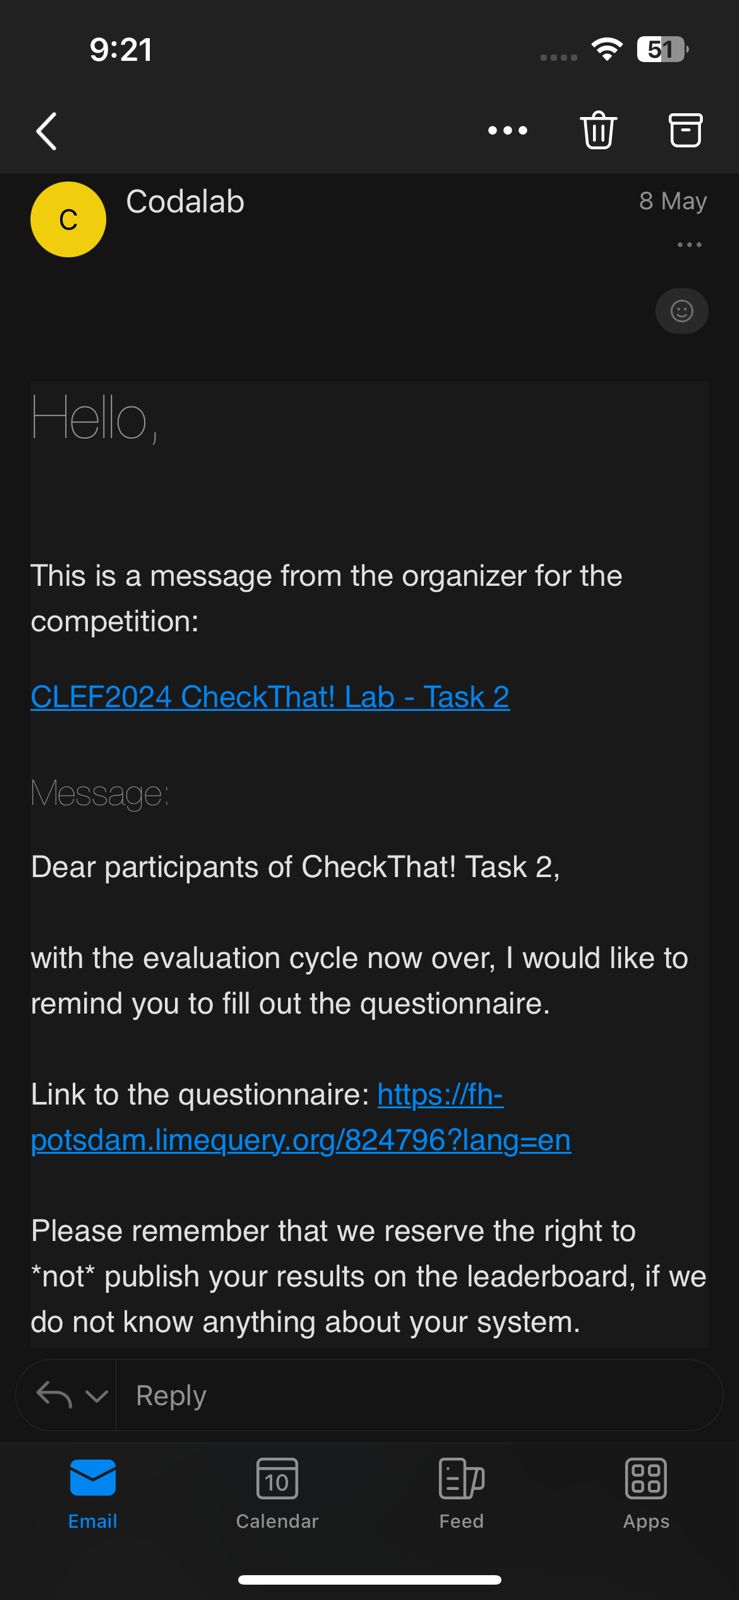 9:21
51
C
Codalab
8 May
Hello,
This is a message from the organizer for the
competition:
CLEF2024 CheckThat! Lab - Task 2
Message:
Dear participants of CheckThat! Task 2,
with the evaluation cycle now over, I would like to
remind you to fill out the questionnaire.
Link to the questionnaire: https://fh-
potsdam.limequery.org/824796?lang=en
Please remember that we reserve the right to
*not* publish your results on the leaderboard, if we
do not know anything about your system.
Reply
10
Email
Calendar
Feed
Apps